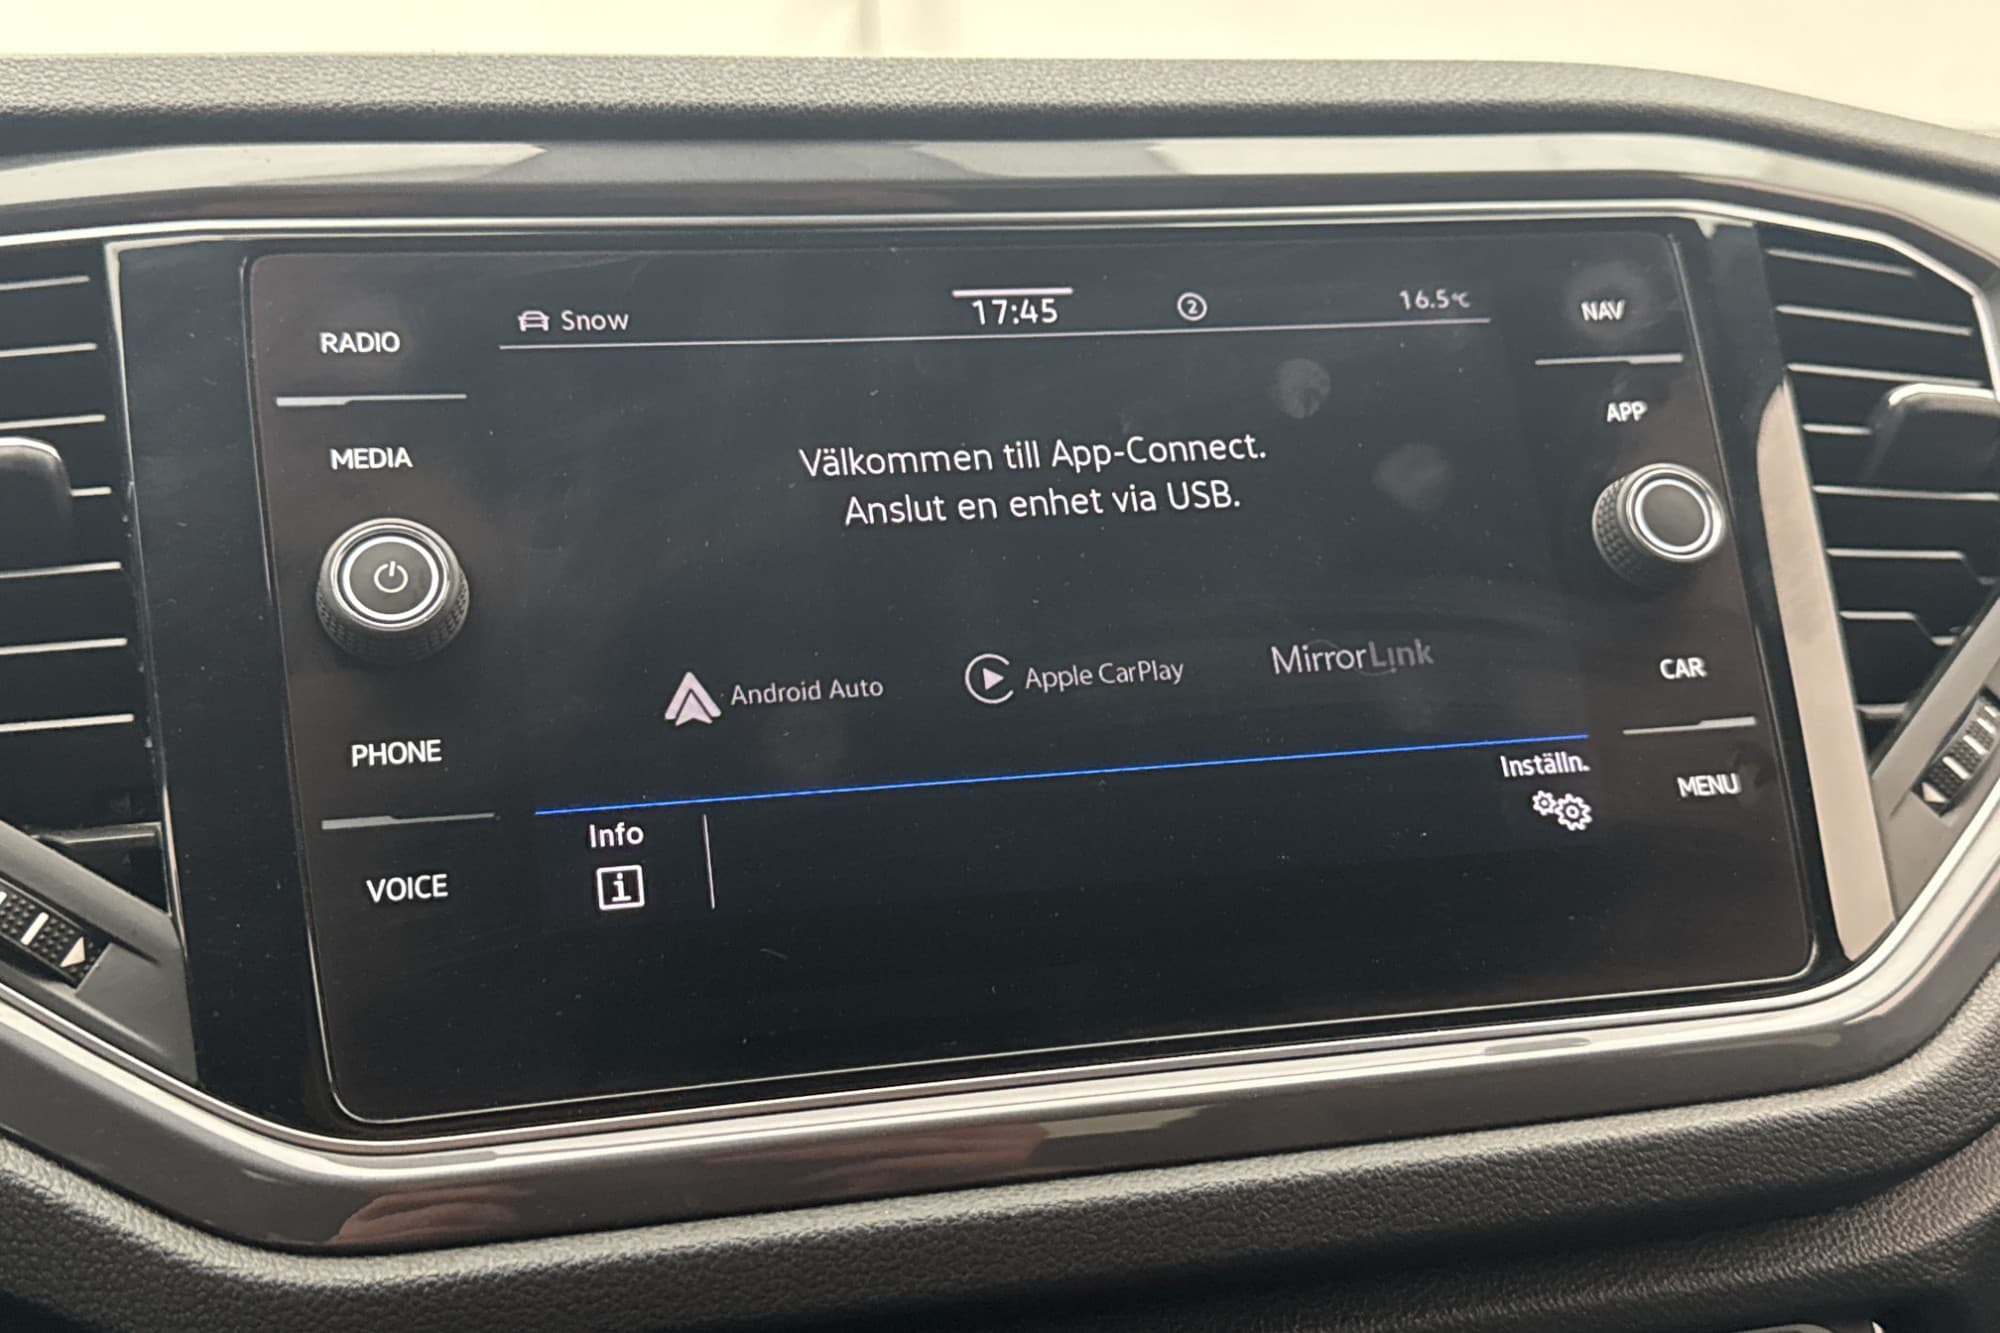 RADIO
MEDIA
PHONE
VOICE
Snow
17:45
2
16.5°C
Välkommen till App-Connect.
Anslut en enhet via USB.
Android Auto
Apple CarPlay
MirrorLink
Info
i
Inställn.
NAV
APP
CAR
MENU